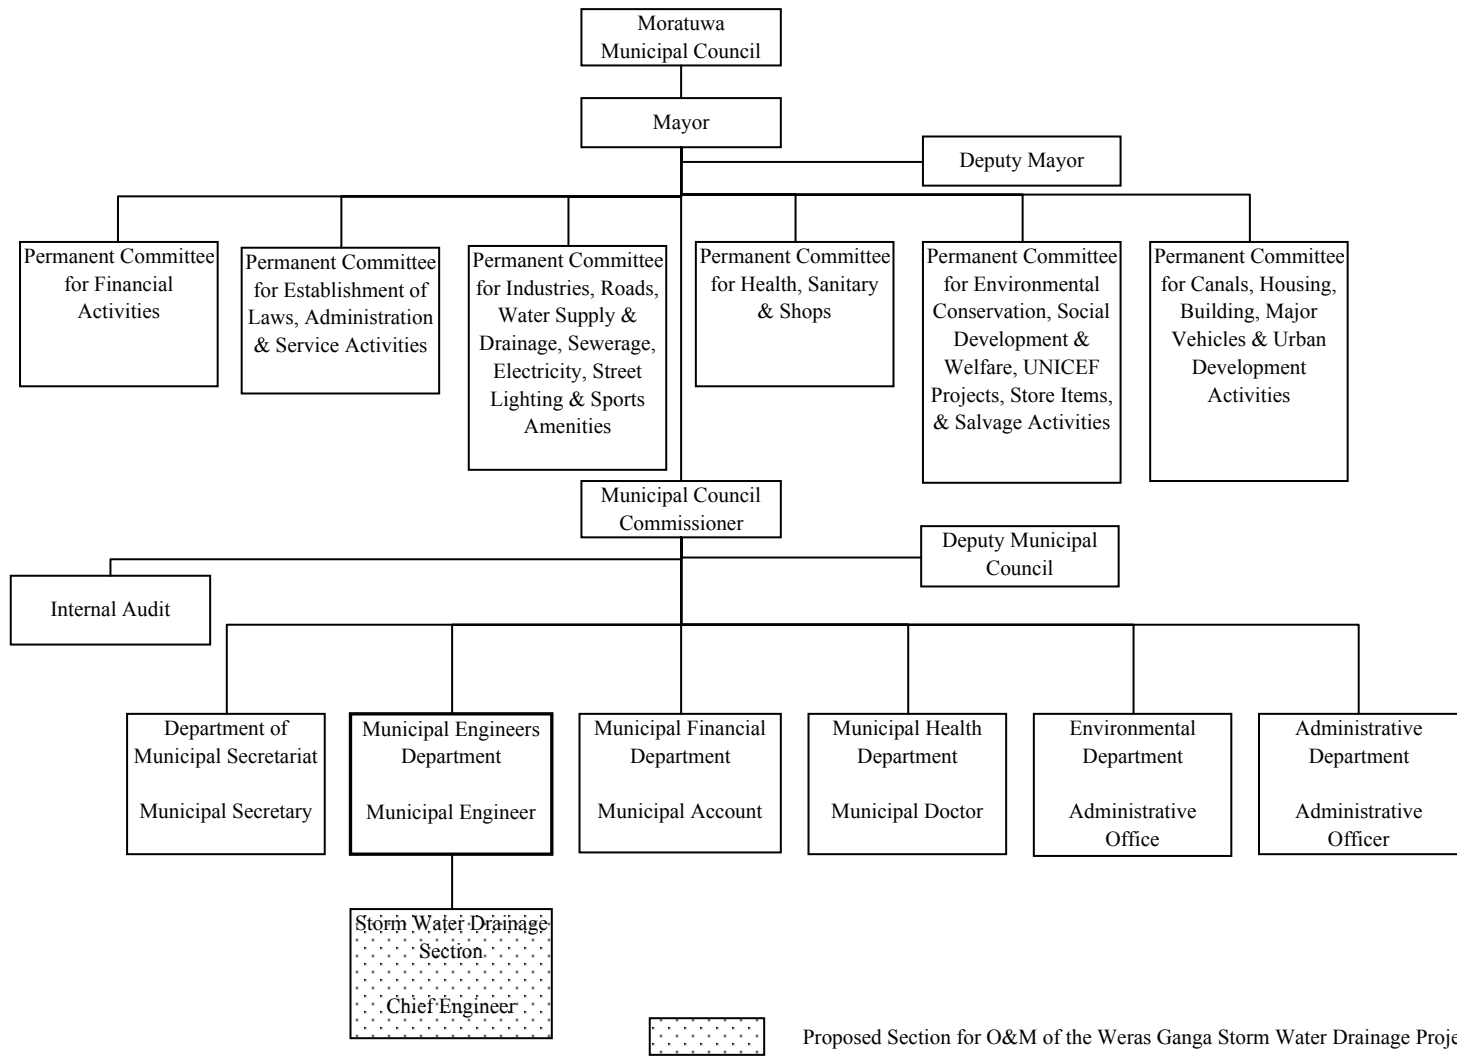 Moratuwa
Municipal Council
Mayor
Deputy Mayor
Permanent Committee
for Financial
Activities
Permanent Committee
for Establishment of
Laws, Administration
& Service Activities
Permanent Committee
for Industries, Roads,
Water Supply &
Drainage, Sewerage,
Electricity, Street
Lighting & Sports
Amenities
Permanent Committee
for Health, Sanitary
& Shops
Permanent Committee
for Environmental
Conservation, Social
Development &
Welfare, UNICEF
Projects, Store Items,
& Salvage Activities
Permanent Committee
for Canals, Housing,
Building, Major
Vehicles & Urban
Development
Activities
Municipal Council
Commissioner
Deputy Municipal
Council
Internal Audit
Department of
Municipal Secretariat
Municipal Secretary
Municipal Engineers
Department
Municipal Engineer
Municipal Financial
Department
Municipal Account
Municipal Health
Department
Municipal Doctor
Environmental
Department
Administrative
Office
Administrative
Department
Administrative
Officer
Storm Water Drainage
Section
Chief Engineer
Proposed Section for O&M of the Weras Ganga Storm Water Drainage Proje